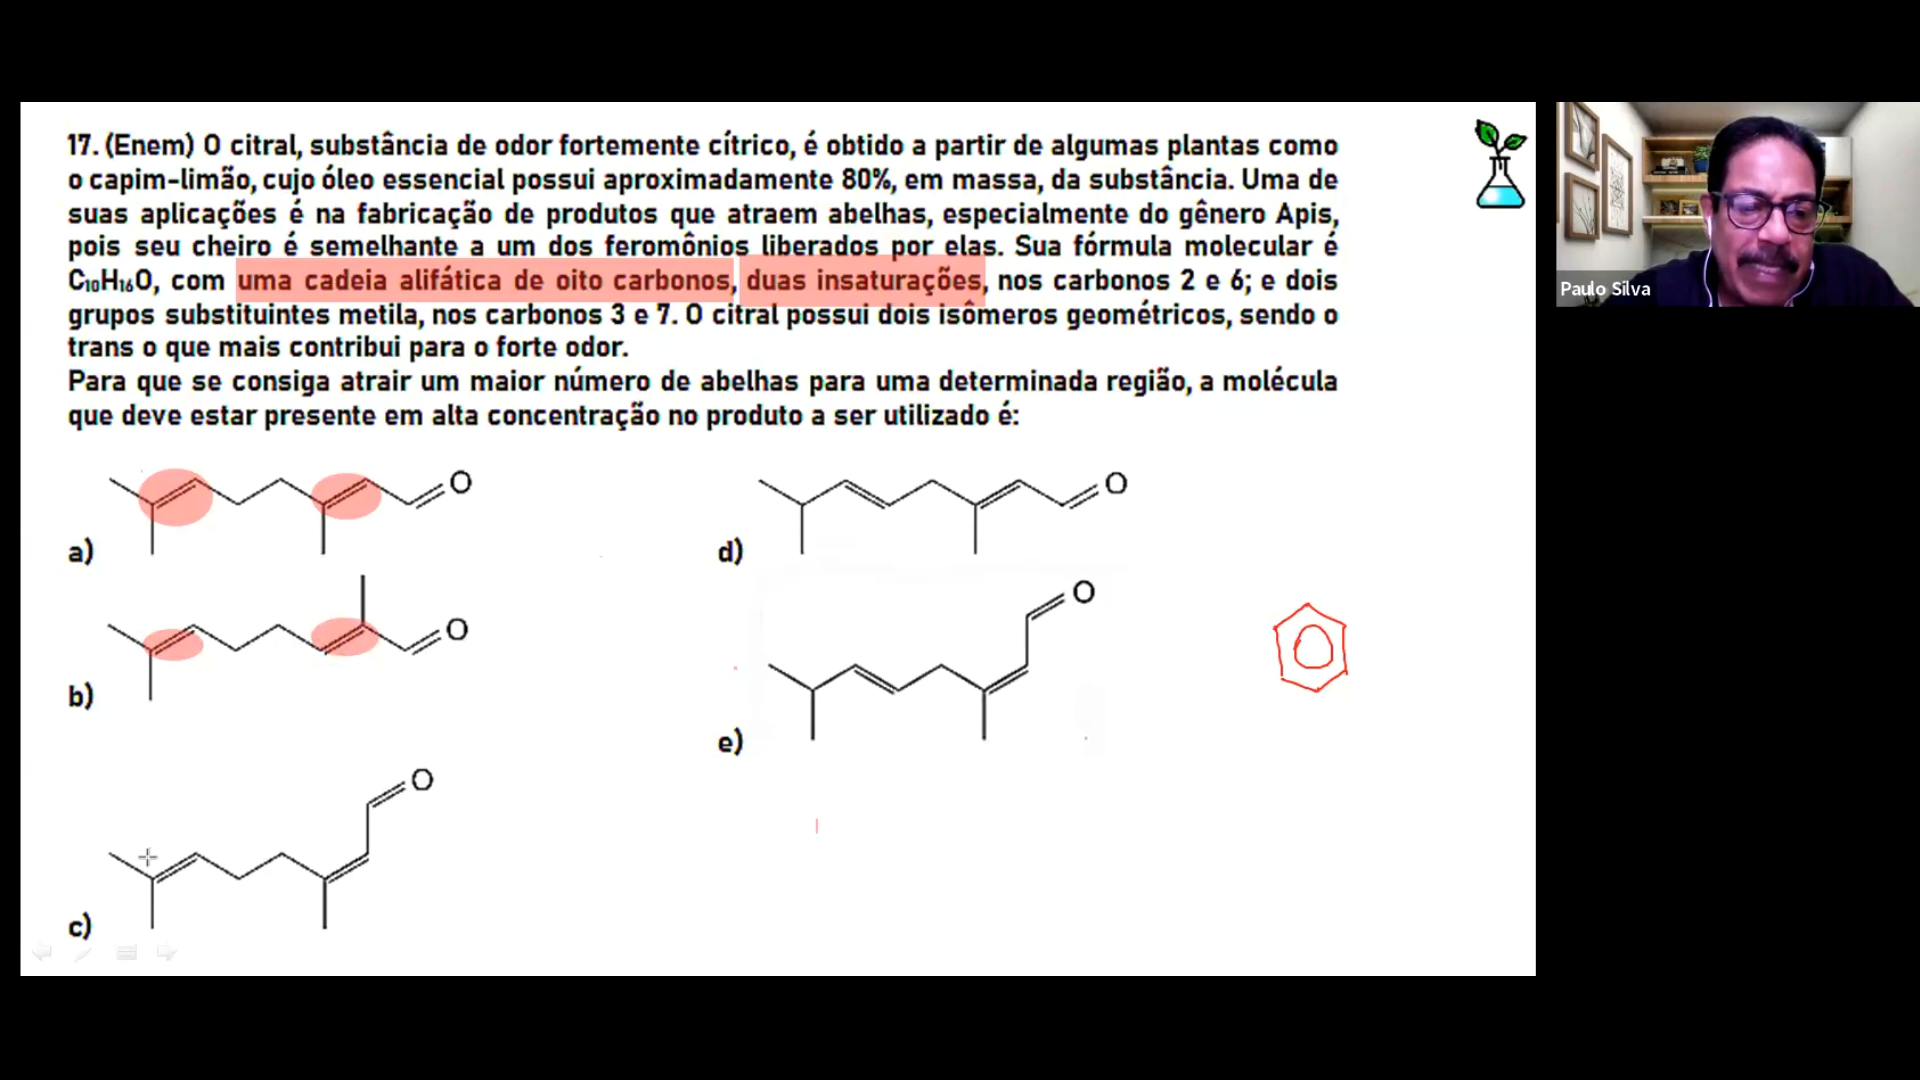 17. (Enem) O citral, substância de odor fortemente cítrico, é obtido a partir de algumas plantas como
o capim-limão, cujo óleo essencial possui aproximadamente 80%, em massa, da substância. Uma de
suas aplicações é na fabricação de produtos que atraem abelhas, especialmente do gênero Apis,
pois seu cheiro é semelhante a um dos feromônios liberados por elas. Sua fórmula molecular é
C₁₀H₁₆O, com uma cadeia alifática de oito carbonos, duas insaturações, nos carbonos 2 e 6; e dois
grupos substituintes metila, nos carbonos 3 e 7. O citral possui dois isômeros geométricos, sendo o
trans o que mais contribui para o forte odor.
Para que se consiga atrair um maior número de abelhas para uma determinada região, a molécula
que deve estar presente em alta concentração no produto a ser utilizado é:
O
a)
O
b)
O
c)
O
d)
O
e)
Paulo Silva